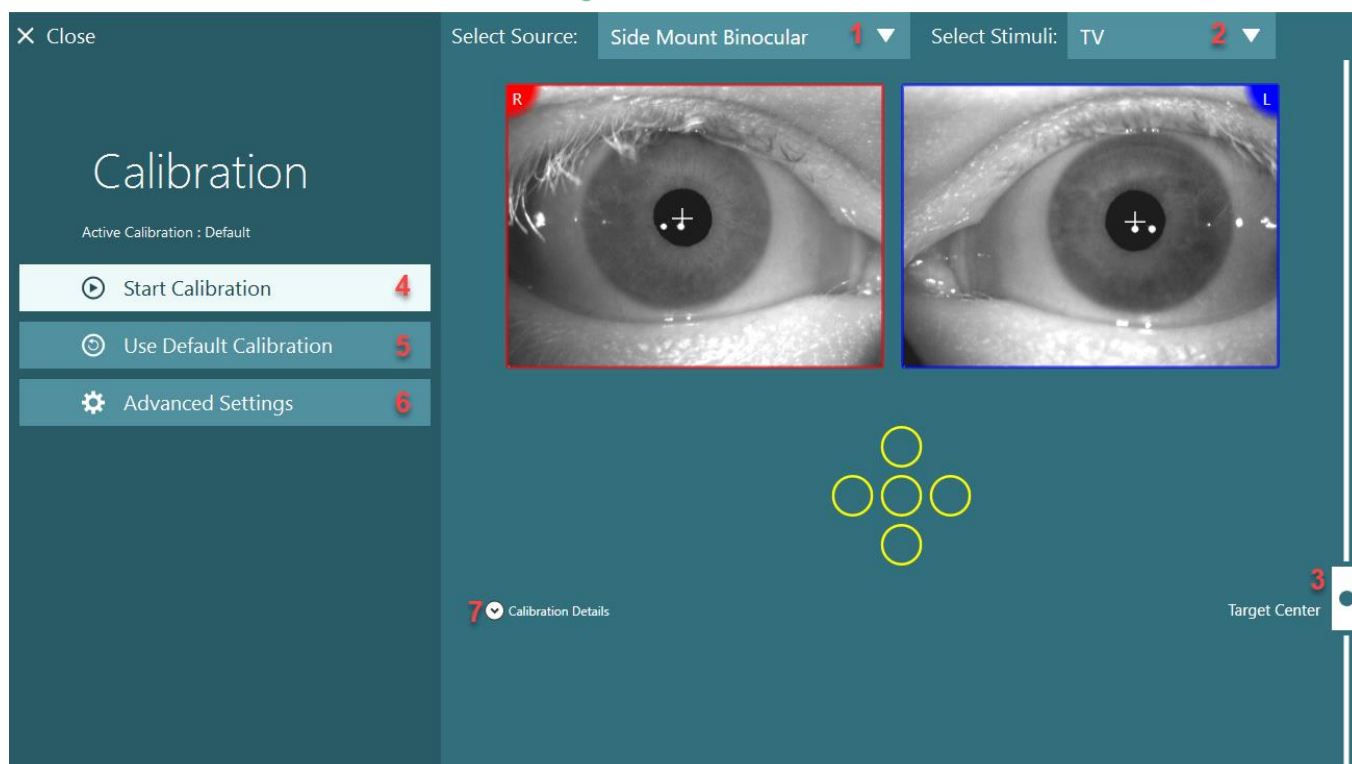 Close
Select Source: Side Mount Binocular 1 Select Stimuli: TV 2
R
L
Calibration
Active Calibration : Default
Start Calibration 4
Use Default Calibration 5
Advanced Settings 6
3
7 Calibration Details
Target Center